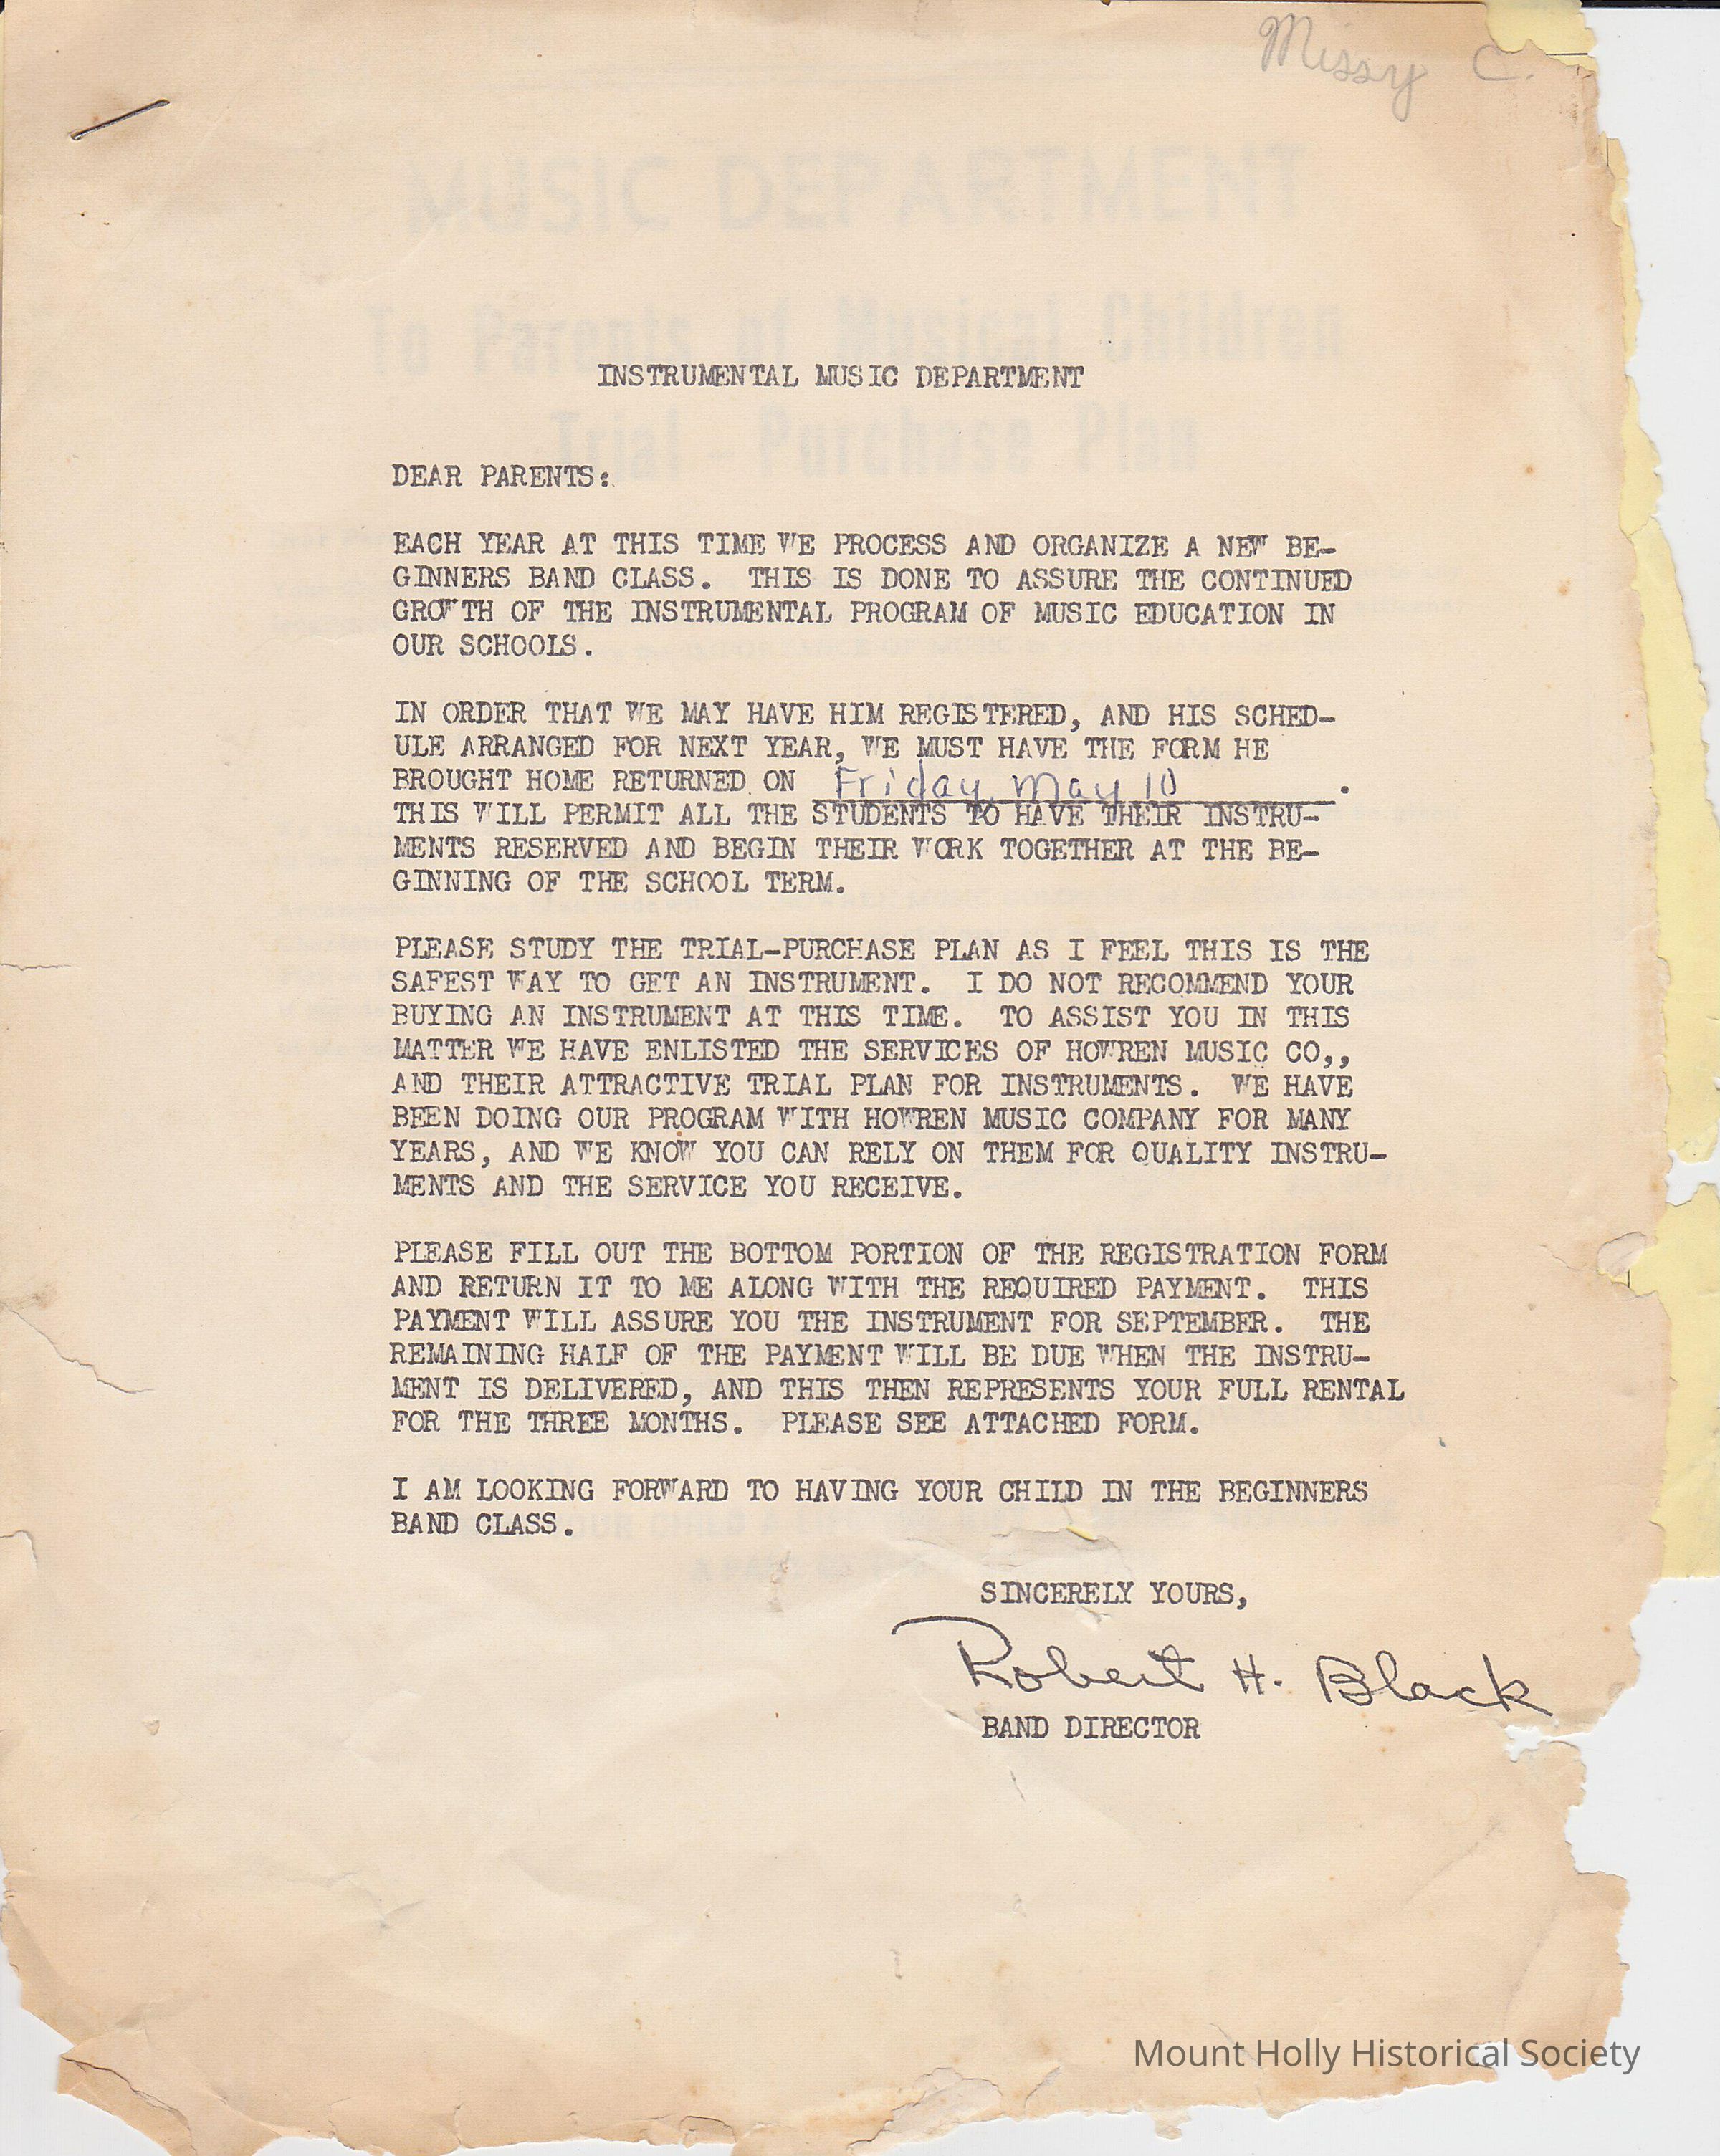 Missy C.
MUSIC DEPARTMENT
To Parents of Musical Children
INSTRUMENTAL MUSIC DEPARTMENT
Trial - Purchase Plan
DEAR PARENTS:
EACH YEAR AT THIS TIME WE PROCESS AND ORGANIZE A NEW BE-
GINNERS BAND CLASS. THIS IS DONE TO ASSURE THE CONTINUED
GROWTH OF THE INSTRUMENTAL PROGRAM OF MUSIC EDUCATION IN
OUR SCHOOLS.
IN ORDER THAT WE MAY HAVE HIM REGISTERED, AND HIS SCHED-
ULE ARRANGED FOR NEXT YEAR, WE MUST HAVE THE FORM HE
BROUGHT HOME RETURNED ON Friday, May 10.
THIS WILL PERMIT ALL THE STUDENTS TO HAVE THEIR INSTRU-
MENTS RESERVED AND BEGIN THEIR WORK TOGETHER AT THE BE-
GINNING OF THE SCHOOL TERM.
PLEASE STUDY THE TRIAL-PURCHASE PLAN AS I FEEL THIS IS THE
SAFEST WAY TO GET AN INSTRUMENT. I DO NOT RECOMMEND YOUR
BUYING AN INSTRUMENT AT THIS TIME. TO ASSIST YOU IN THIS
MATTER WE HAVE ENLISTED THE SERVICES OF HOWREN MUSIC CO,,
AND THEIR ATTRACTIVE TRIAL PLAN FOR INSTRUMENTS. WE HAVE
BEEN DOING OUR PROGRAM WITH HOWREN MUSIC COMPANY FOR MANY
YEARS, AND WE KNOW YOU CAN RELY ON THEM FOR QUALITY INSTRU-
MENTS AND THE SERVICE YOU RECEIVE.
PLEASE FILL OUT THE BOTTOM PORTION OF THE REGISTRATION FORM
AND RETURN IT TO ME ALONG WITH THE REQUIRED PAYMENT. THIS
PAYMENT WILL ASSURE YOU THE INSTRUMENT FOR SEPTEMBER. THE
REMAINING HALF OF THE PAYMENT WILL BE DUE WHEN THE INSTRU-
MENT IS DELIVERED, AND THIS THEN REPRESENTS YOUR FULL RENTAL
FOR THE THREE MONTHS. PLEASE SEE ATTACHED FORM.
I AM LOOKING FORWARD TO HAVING YOUR CHILD IN THE BEGINNERS
BAND CLASS.
SINCERELY YOURS,
Robert H. Black
BAND DIRECTOR
Mount Holly Historical Society